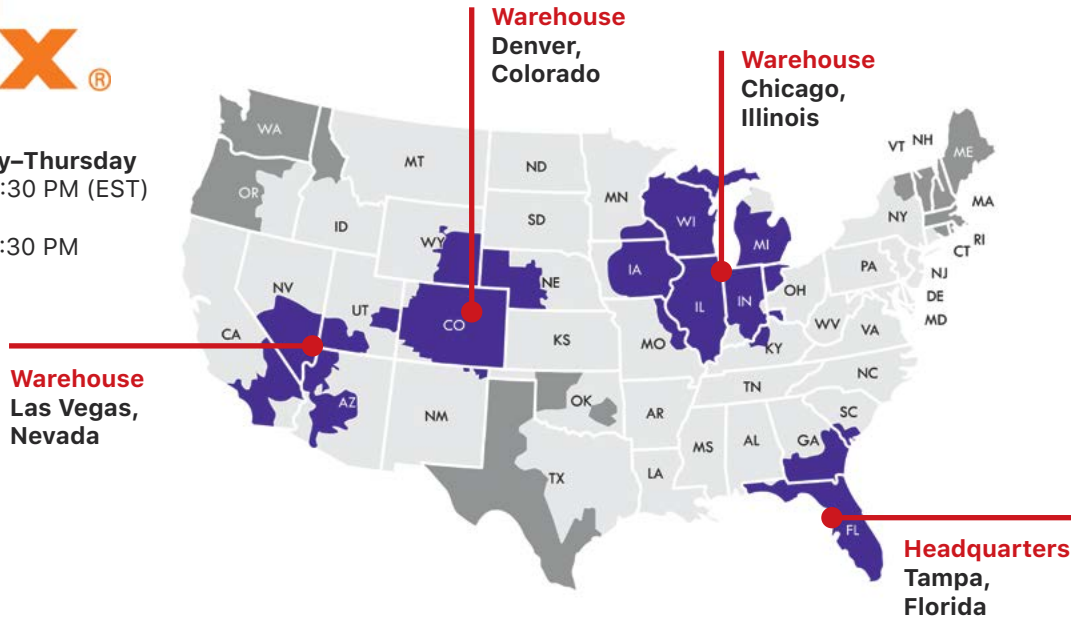 x®
y–Thursday
:30 PM (EST)
:30 PM
Warehouse
Denver,
Colorado
Warehouse
Chicago,
Illinois
Warehouse
Las Vegas,
Nevada
Headquarters
Tampa,
Florida
WA
OR
MT
ID
WY
ND
SD
MN
WI
MI
NY
VT
NH
ME
MA
RI
CT
NJ
DE
MD
PA
OH
IN
IL
IA
NE
NV
UT
CO
CA
AZ
NM
KS
MO
KY
WV
VA
NC
TN
OK
AR
SC
GA
AL
MS
LA
TX
FL